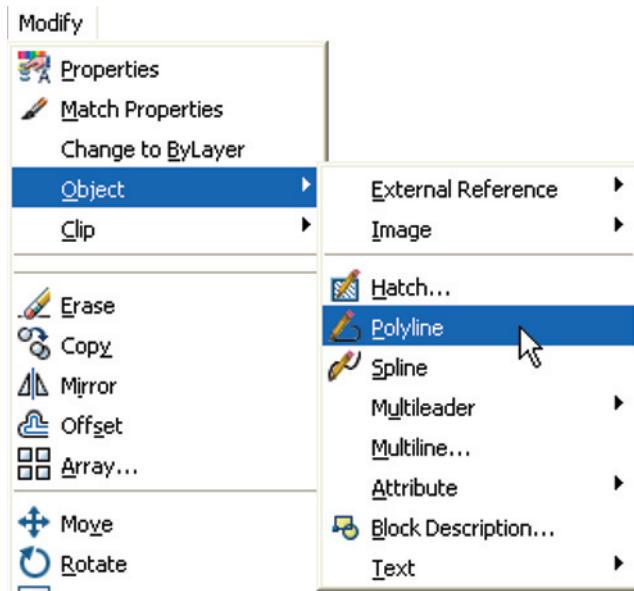 Modify
Properties
Match Properties
Change to ByLayer
Object
Clip
Erase
Copy
Mirror
Offset
Array...
Move
Rotate
External Reference
Image
Hatch...
Polyline
Spline
Multileader
Multiline...
Attribute
Block Description...
Text